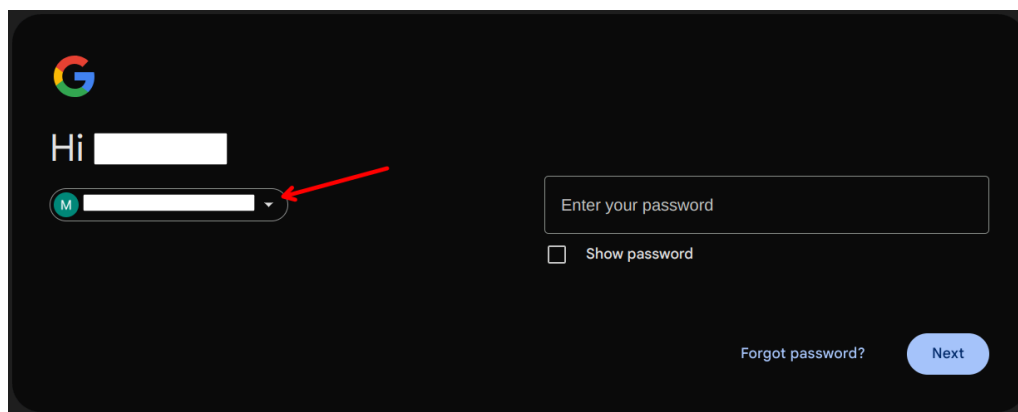 Hi
M
Enter your password
Show password
Forgot password?
Next